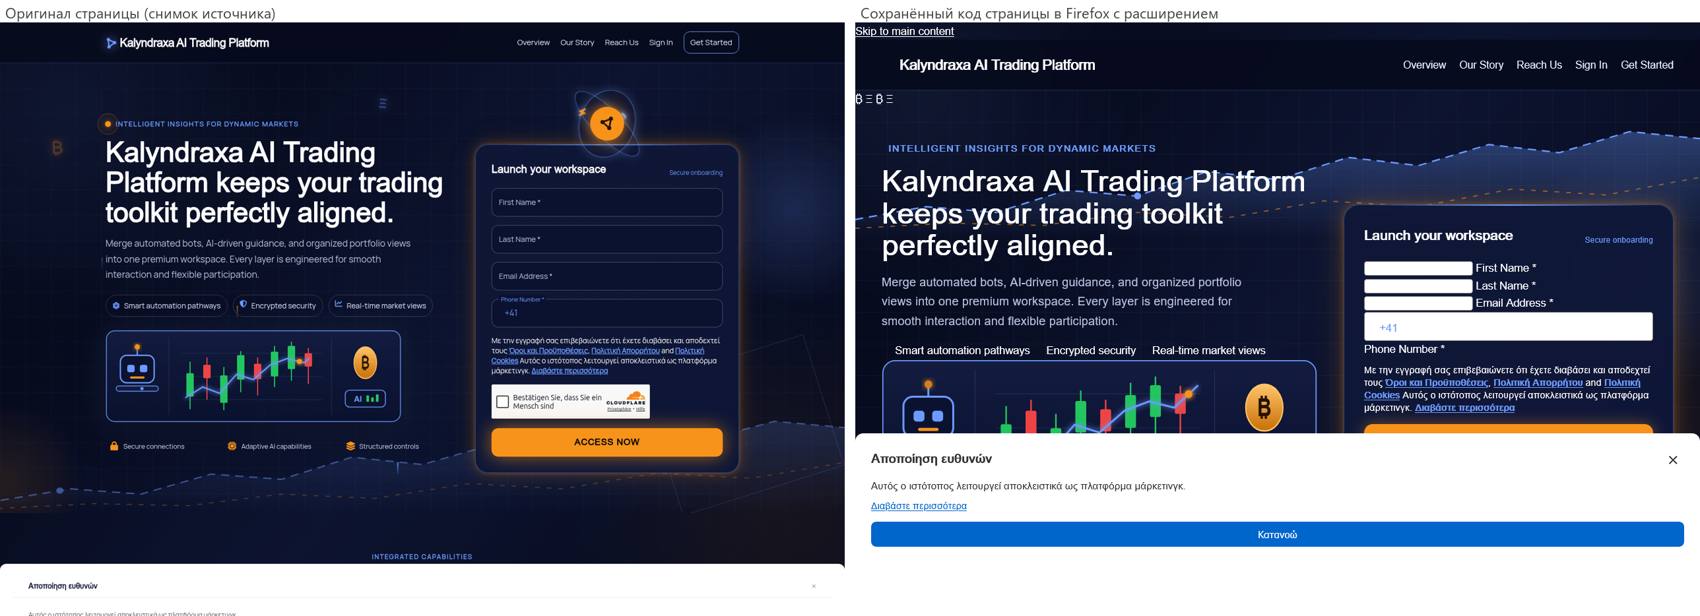 Оригинал страницы (снимок источника)
Kalyndraxa AI Trading Platform
Overview Our Story Reach Us Sign In Get Started
INTELLIGENT INSIGHTS FOR DYNAMIC MARKETS
Kalyndraxa AI Trading
Platform keeps your trading
toolkit perfectly aligned.
Merge automated bots, AI-driven guidance, and organized portfolio views
into one premium workspace. Every layer is engineered for smooth
interaction and flexible participation.
Smart automation pathways Encrypted security Real-time market views
AI
Secure connections Adaptive AI capabilities Structured controls
Launch your workspace Secure onboarding
First Name *
Last Name *
Email Address *
Phone Number *
+41
Με την εγγραφή σας επιβεβαιώνετε ότι έχετε διαβάσει και αποδεχτεί
τους Όροι και Προϋποθέσεις, Πολιτική Απορρήτου and Πολιτική
Cookies Αυτός ο ιστότοπος λειτουργεί αποκλειστικά ως πλατφόρμα
μάρκετινγκ. Διαβάστε περισσότερα
Bestätigen Sie, dass Sie ein
Mensch sind
CLOUDFLARE
ACCESS NOW
INTEGRATED CAPABILITIES
Αποποίηση ευθυνών
Αυτός ο ιστότοπος λειτουργεί αποκλειστικά ως πλατφόρμα μάρκετινγκ.
Сохранённый код страницы в Firefox с расширением
Skip to main content
Kalyndraxa AI Trading Platform
Overview Our Story Reach Us Sign In Get Started
₿ Ξ ₿ Ξ
INTELLIGENT INSIGHTS FOR DYNAMIC MARKETS
Kalyndraxa AI Trading Platform
keeps your trading toolkit
perfectly aligned.
Merge automated bots, AI-driven guidance, and organized portfolio
views into one premium workspace. Every layer is engineered for
smooth interaction and flexible participation.
Smart automation pathways Encrypted security Real-time market views
Launch your workspace Secure onboarding
First Name *
Last Name *
Email Address *
+41
Phone Number *
Με την εγγραφή σας επιβεβαιώνετε ότι έχετε διαβάσει και αποδεχτεί
τους Όροι και Προϋποθέσεις, Πολιτική Απορρήτου and Πολιτική
Cookies Αυτός ο ιστότοπος λειτουργεί αποκλειστικά ως πλατφόρμα
μάρκετινγκ. Διαβάστε περισσότερα
Αποποίηση ευθυνών
Αυτός ο ιστότοπος λειτουργεί αποκλειστικά ως πλατφόρμα μάρκετινγκ.
Διαβάστε περισσότερα
Κατανοώ